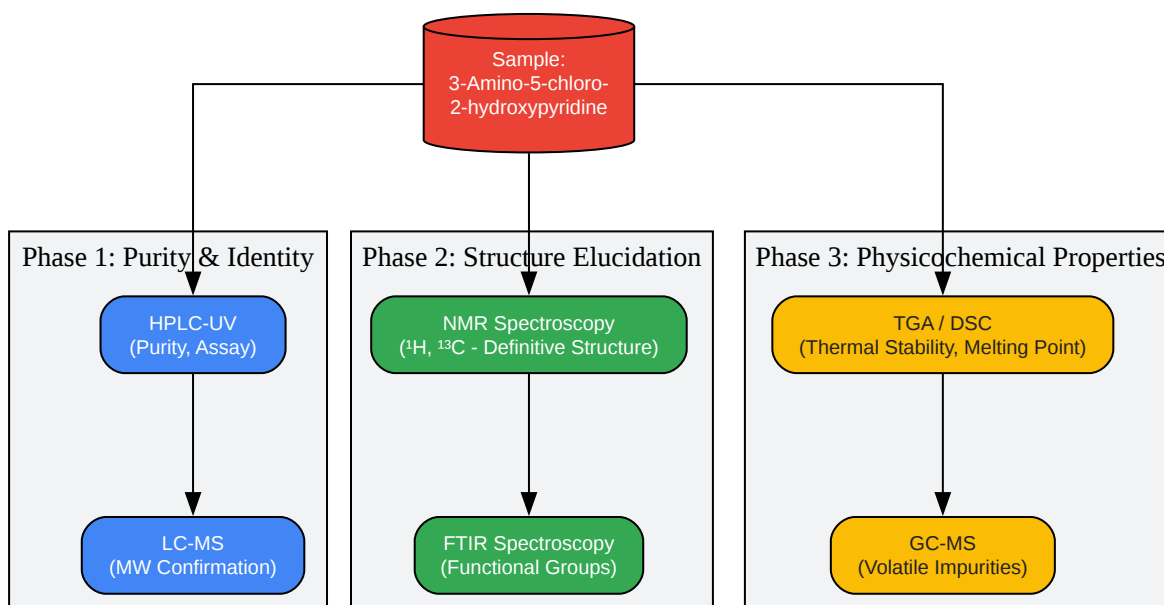 Sample:
3-Amino-5-chloro-
2-hydroxypyridine
Phase 1: Purity & Identity
HPLC-UV
(Purity, Assay)
LC-MS
(MW Confirmation)
Phase 2: Structure Elucidation
NMR Spectroscopy
(¹H, ¹³C - Definitive Structure)
FTIR Spectroscopy
(Functional Groups)
Phase 3: Physicochemical Properties
TGA / DSC
(Thermal Stability, Melting Point)
GC-MS
(Volatile Impurities)